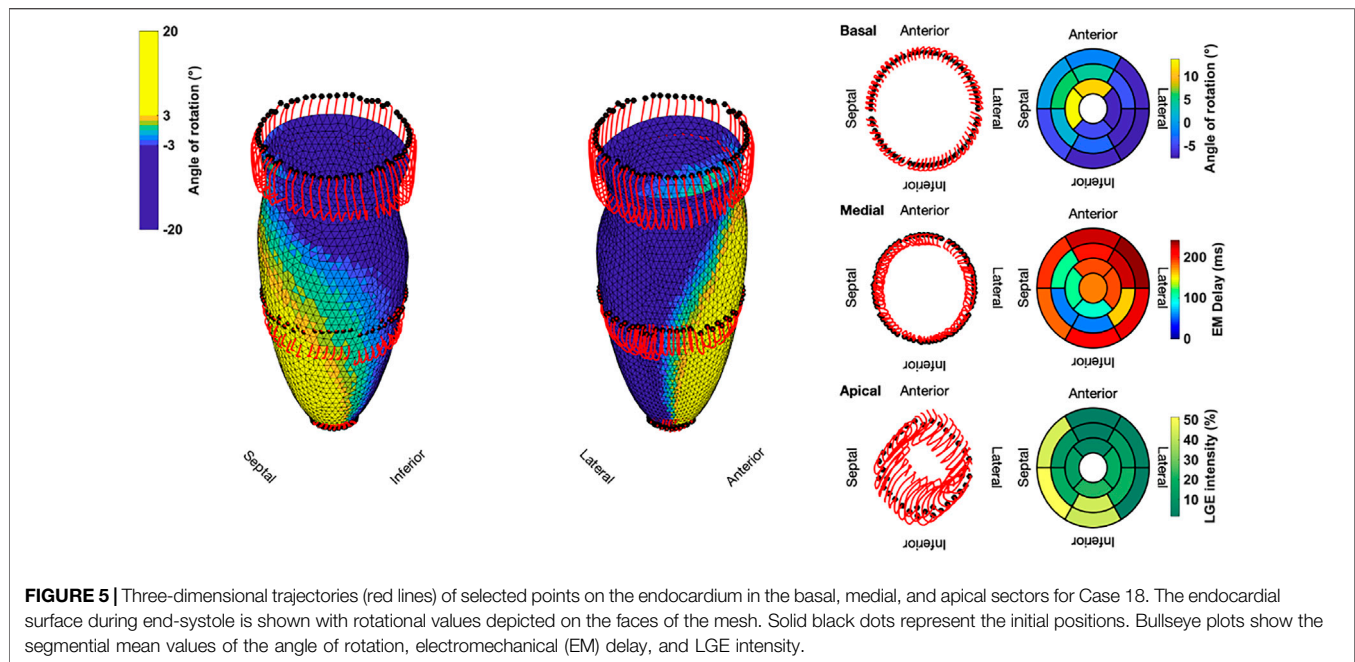 20
3
-3
-20
Angle of rotation (°)
Septal
Inferior
Lateral
Anterior
Basal
Anterior
Septal
Lateral
Inferior
Anterior
Septal
Lateral
Inferior
10
5
0
-5
Angle of rotation (°)
Medial
Anterior
Septal
Lateral
Inferior
Anterior
Septal
Lateral
Inferior
200
100
0
EM Delay (ms)
Apical
Anterior
Septal
Lateral
Inferior
Anterior
Septal
Lateral
Inferior
50
40
30
20
10
LGE intensity (%)
FIGURE 5 | Three-dimensional trajectories (red lines) of selected points on the endocardium in the basal, medial, and apical sectors for Case 18. The endocardial
surface during end-systole is shown with rotational values depicted on the faces of the mesh. Solid black dots represent the initial positions. Bullseye plots show the
segmential mean values of the angle of rotation, electromechanical (EM) delay, and LGE intensity.